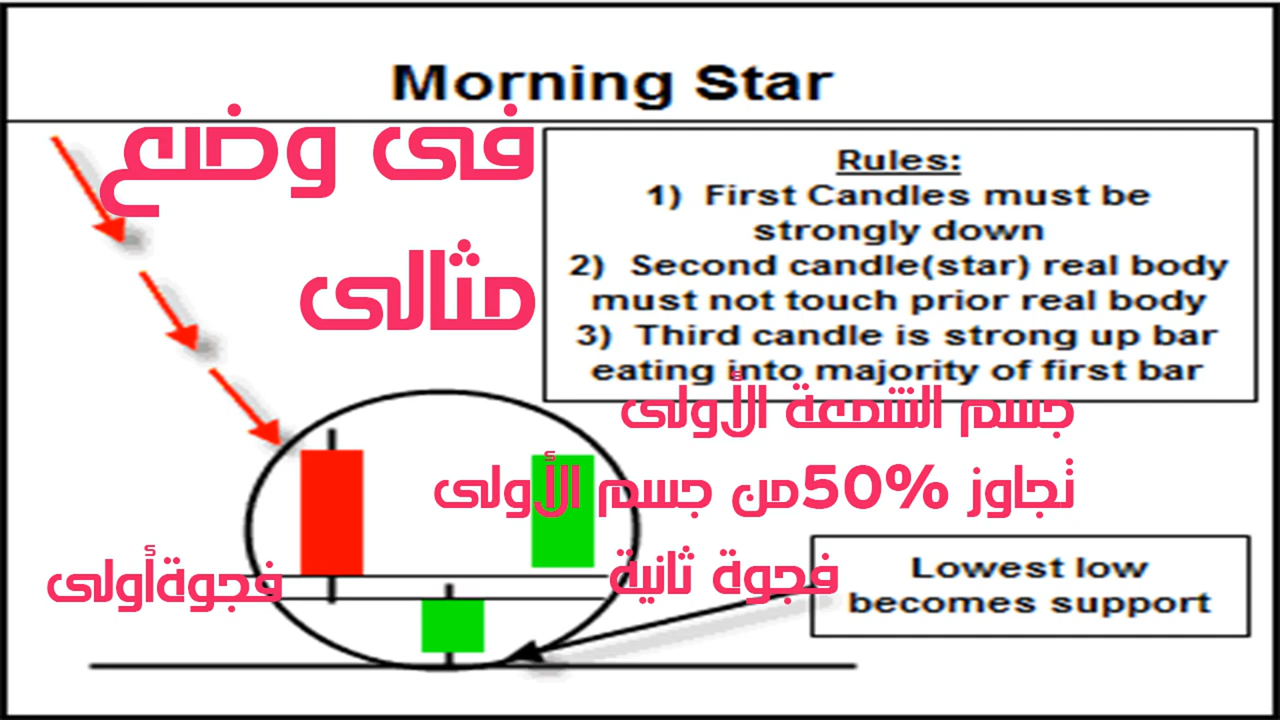 Morning Star
فى وضع
مثالى
Rules:
1) First Candles must be
strongly down
2) Second candle(star) real body
must not touch prior real body
3) Third candle is strong up bar
eating into majority of first bar
جسم الشمعة الأولى
تجاوز 50%من جسم الأولى
فجوة ثانية
فجوةأولى
Lowest low
becomes support